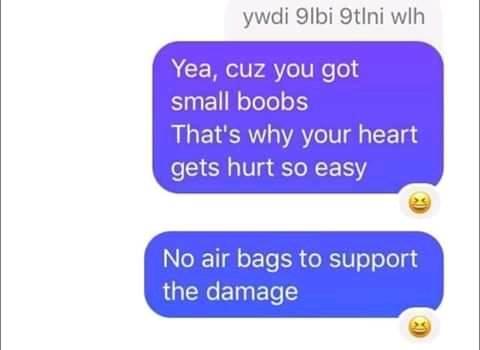 ywdi 9lbi 9tlni wlh
Yea, cuz you got
small boobs
That's why your heart
gets hurt so easy
No air bags to support
the damage